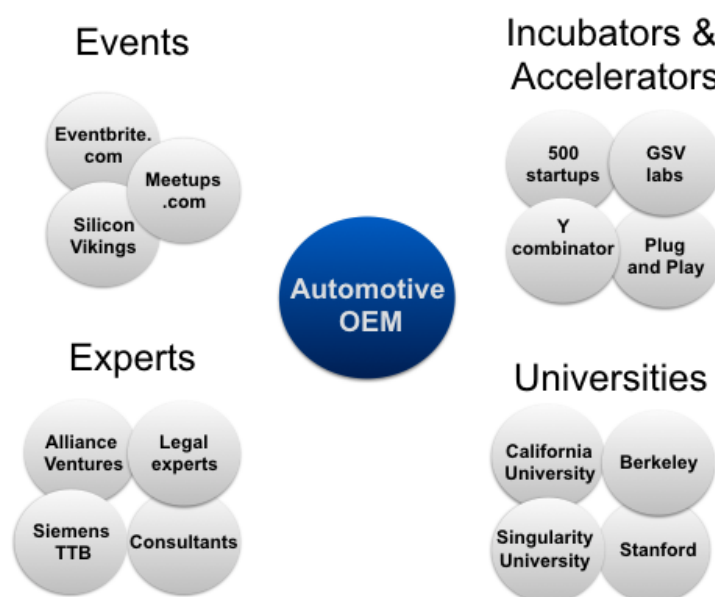 Events
Eventbrite.
com
Meetups
.com
Silicon
Vikings
Incubators &
Accelerators
500
startups
GSV
labs
Y
combinator
Plug
and Play
Automotive
OEM
Experts
Alliance
Ventures
Legal
experts
Siemens
TTB
Consultants
Universities
California
University
Berkeley
Singularity
University
Stanford